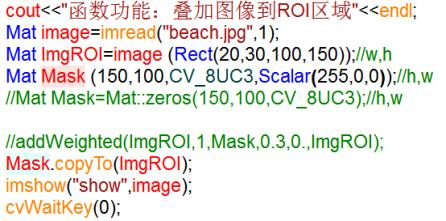 cout<<"函数功能：叠加图像到ROI区域"<<endl;
Mat image=imread("beach.jpg",1);
Mat ImgROI=image (Rect(20,30,100,150));//w,h
Mat Mask (150,100,CV_8UC3,Scalar(255,0,0));//h,w
//Mat Mask=Mat::zeros(150,100,CV_8UC3);//h,w
//addWeighted(ImgROI,1,Mask,0.3,0.,ImgROI);
Mask.copyTo(ImgROI);
imshow("show",image);
cvWaitKey(0);